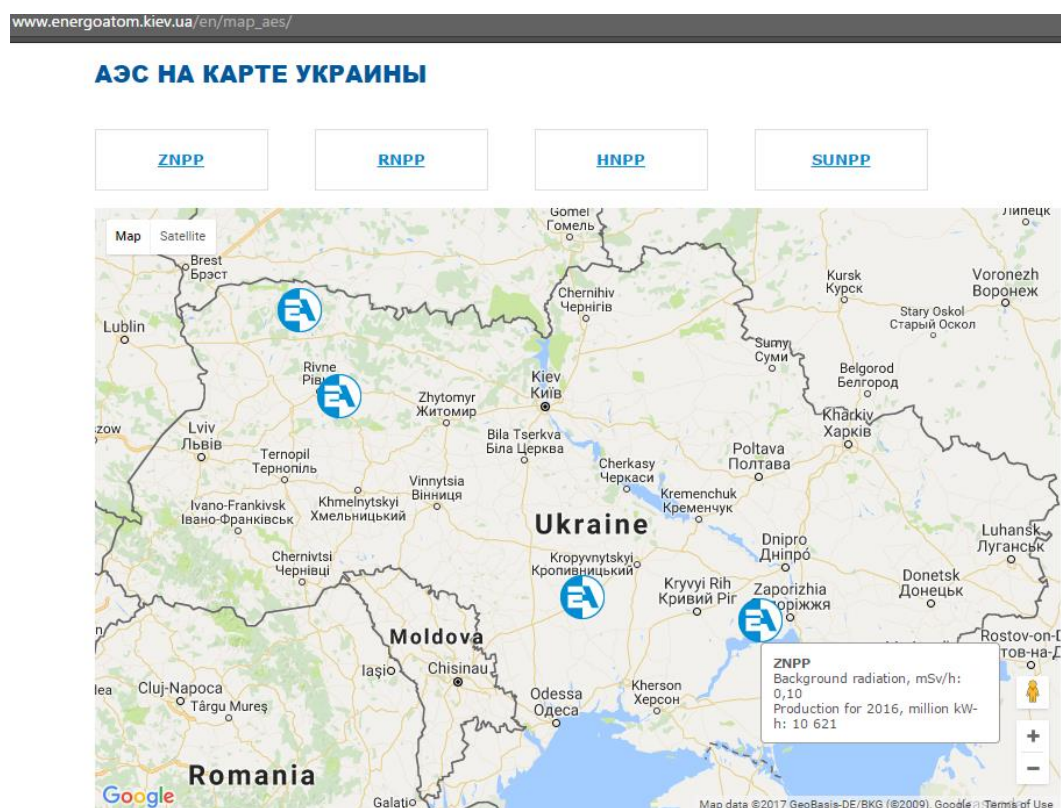 www.energoatom.kiev.ua/en/map_aes/
АЭС НА КАРТЕ УКРАИНЫ
ZNPP
RNPP
HNPP
SUNPP
Map
Satellite
Gomel
Гомель
Липецк
Brest
Брэст
Chernihiv
Чернігів
Kursk
Курск
Voronezh
Воронеж
Stary Oskol
Старый Оскол
Lublin
Sumy
Суми
Belgorod
Белгород
Rivne
Kiev
Київ
Zhytomyr
Житомир
Kharkiv
Харків
Lviv
Львів
Bila Tserkva
Біла Церква
Poltava
Полтава
Ternopil
Тернопіль
Cherkasy
Черкаси
Vinnytsia
Вінниця
Kremenchuk
Кременчук
Ivano-Frankivsk
Івано-Франківськ
Khmelnytskyi
Хмельницький
Ukraine
Luhansk
Луганськ
Dnipro
Дніпро
Chernivtsi
Чернівці
Kropyvnytskyi
Кропивницький
Donetsk
Донецьк
Kryvyi Rih
Кривий Ріг
Zaporizhia
Moldova
Iași
Chisinau
ZNPP
Background radiation, mSv/h:
0,10
Production for 2016, million kW-
h: 10 621
Cluj-Napoca
Târgu Mureș
Odessa
Одеса
Kherson
Херсон
Romania
Google
Galați
Map data ©2017 GeoBasis-DE/BKG (©2009), Google
Terms of Use